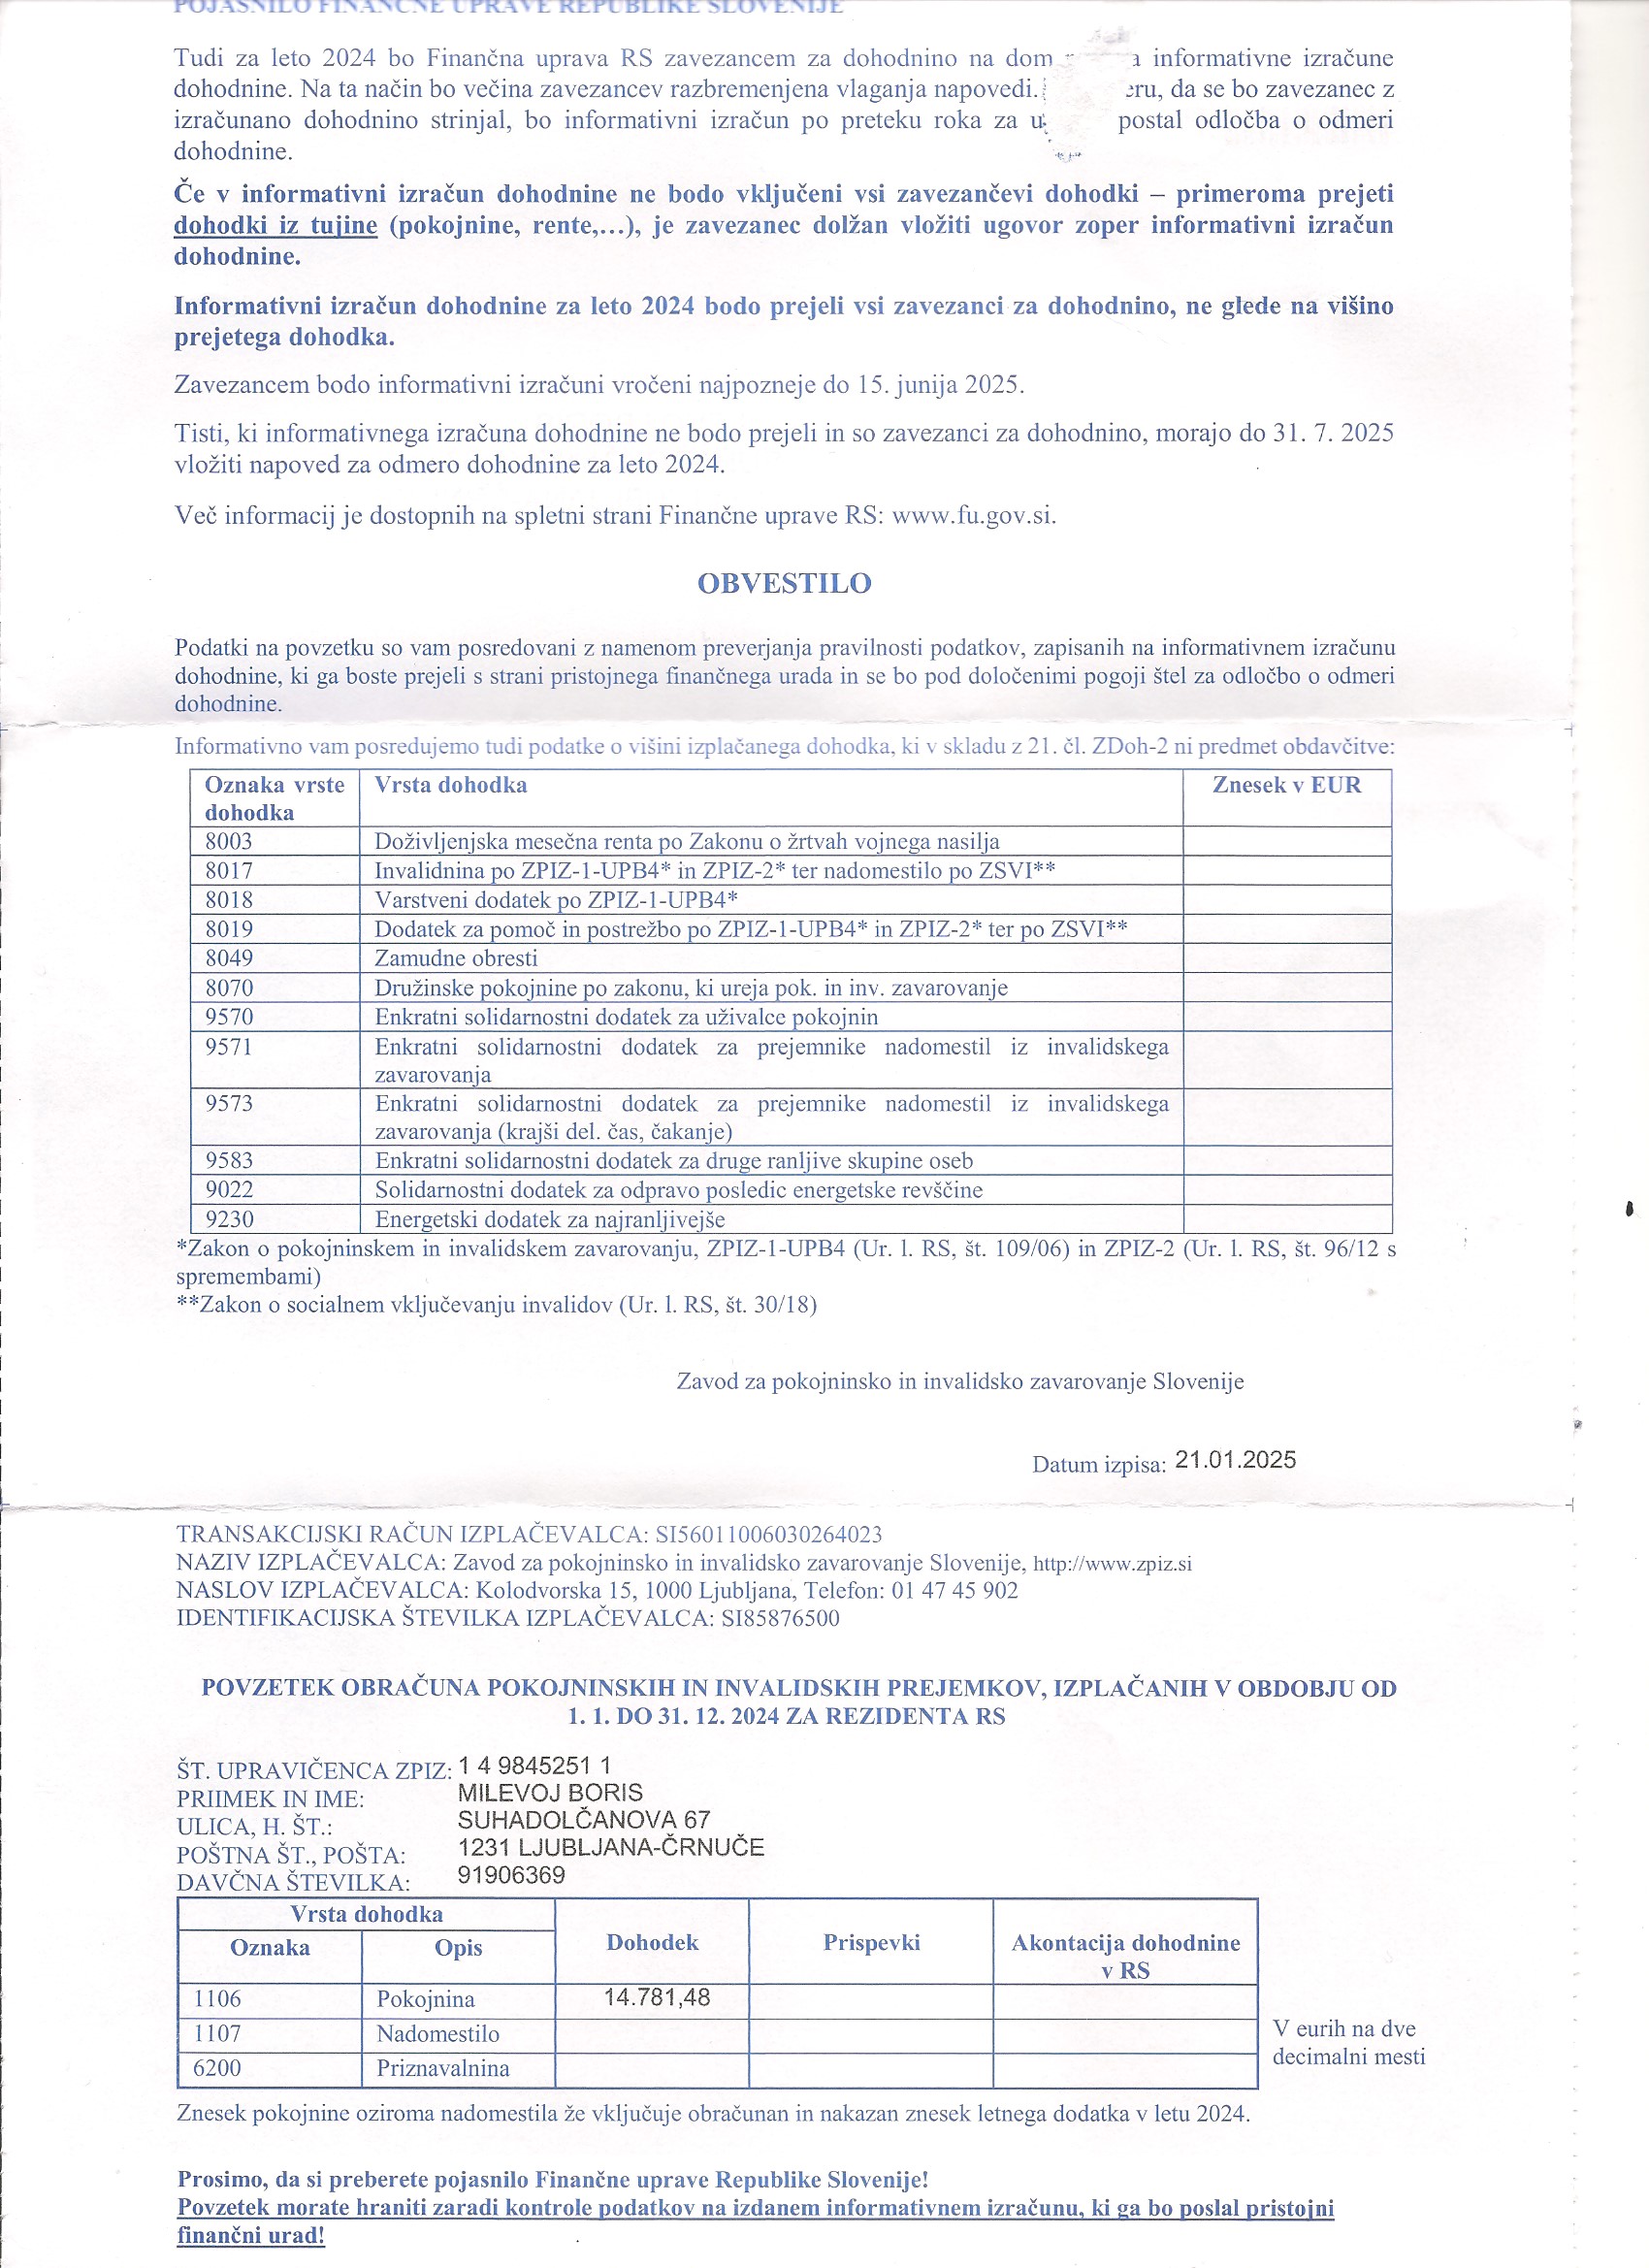 POJASNILO FINANČNE UPRAVE REPUBLIKE SLOVENIJE
Tudi za leto 2024 bo Finančna uprava RS zavezancem za dohodnino na dom informativne izračune
dohodnine. Na ta način bo večina zavezancev razbremenjena vlaganja napovedi. da se bo zavezanec z
izračunano dohodnino strinjal, bo informativni izračun po preteku roka za postal odločba o odmeri
dohodnine.
Če v informativni izračun dohodnine ne bodo vključeni vsi zavezančevi dohodki – primeroma prejeti
dohodki iz tujine (pokojnine, rente,...), je zavezanec dolžan vložiti ugovor zoper informativni izračun
dohodnine.
Informativni izračun dohodnine za leto 2024 bodo prejeli vsi zavezanci za dohodnino, ne glede na višino
prejetega dohodka.
Zavezancem bodo informativni izračuni vročeni najpozneje do 15. junija 2025.
Tisti, ki informativnega izračuna dohodnine ne bodo prejeli in so zavezanci za dohodnino, morajo do 31. 7. 2025
vložiti napoved za odmero dohodnine za leto 2024.
Več informacij je dostopnih na spletni strani Finančne uprave RS: www.fu.gov.si.
OBVESTILO
Podatki na povzetku so vam posredovani z namenom preverjanja pravilnosti podatkov, zapisanih na informativnem izračunu
dohodnine, ki ga boste prejeli s strani pristojnega finančnega urada in se bo pod določenimi pogoji štel za odločbo o odmeri
dohodnine.
Informativno vam posredujemo tudi podatke o višini izplačanega dohodka, ki v skladu z 21. čl. ZDoh-2 ni predmet obdavčitve:
Oznaka vrste dohodka Vrsta dohodka Znesek v EUR
8003 Doživljenjska mesečna renta po Zakonu o žrtvah vojnega nasilja
8017 Invalidnina po ZPIZ-1-UPB4* in ZPIZ-2* ter nadomestilo po ZSVI**
8018 Varstveni dodatek po ZPIZ-1-UPB4*
8019 Dodatek za pomoč in postrežbo po ZPIZ-1-UPB4* in ZPIZ-2* ter po ZSVI**
8049 Zamudne obresti
8070 Družinske pokojnine po zakonu, ki ureja pok. in inv. zavarovanje
9570 Enkratni solidarnostni dodatek za uživalce pokojnin
9571 Enkratni solidarnostni dodatek za prejemnike nadomestil iz invalidskega
zavarovanja
9573 Enkratni solidarnostni dodatek za prejemnike nadomestil iz invalidskega
zavarovanja (krajši del. čas, čakanje)
9583 Enkratni solidarnostni dodatek za druge ranljive skupine oseb
9022 Solidarnostni dodatek za odpravo posledic energetske revščine
9230 Energetski dodatek za najranljivejše
*Zakon o pokojninskem in invalidskem zavarovanju, ZPIZ-1-UPB4 (Ur. l. RS, št. 109/06) in ZPIZ-2 (Ur. l. RS, št. 96/12 s
spremembami)
**Zakon o socialnem vključevanju invalidov (Ur. l. RS, št. 30/18)
Zavod za pokojninsko in invalidsko zavarovanje Slovenije
Datum izpisa: 21.01.2025
TRANSAKCIJSKI RAČUN IZPLAČEVALCA: SI56011006030264023
NAZIV IZPLAČEVALCA: Zavod za pokojninsko in invalidsko zavarovanje Slovenije, http://www.zpiz.si
NASLOV IZPLAČEVALCA: Kolodvorska 15, 1000 Ljubljana, Telefon: 01 47 45 902
IDENTIFIKACIJSKA ŠTEVILKA IZPLAČEVALCA: SI85876500
POVZETEK OBRAČUNA POKOJNINSKIH IN INVALIDSKIH PREJEMKOV, IZPLAČANIH V OBDOBJU OD
1. 1. DO 31. 12. 2024 ZA REZIDENTA RS
ŠT. UPRAVIČENCA ZPIZ: 1 4 9845251 1
PRIIMEK IN IME: MILEVOJ BORIS
ULICA, H. ŠT.: SUHADOLČANOVA 67
POŠTNA ŠT., POŠTA: 1231 LJUBLJANA-ČRNUČE
DAVČNA ŠTEVILKA: 91906369
Vrsta dohodka
Oznaka Opis Dohodek Prispevki Akontacija dohodnine
v RS
1106 Pokojnina 14.781,48
1107 Nadomestilo
6200 Priznavalnina
V eurih na dve
decimalni mesti
Znesek pokojnine oziroma nadomestila že vključuje obračunan in nakazan znesek letnega dodatka v letu 2024.
Prosimo, da si preberete pojasnilo Finančne uprave Republike Slovenije!
Povzetek morate hraniti zaradi kontrole podatkov na izdanem informativnem izračunu, ki ga bo poslal pristojni
finančni urad!